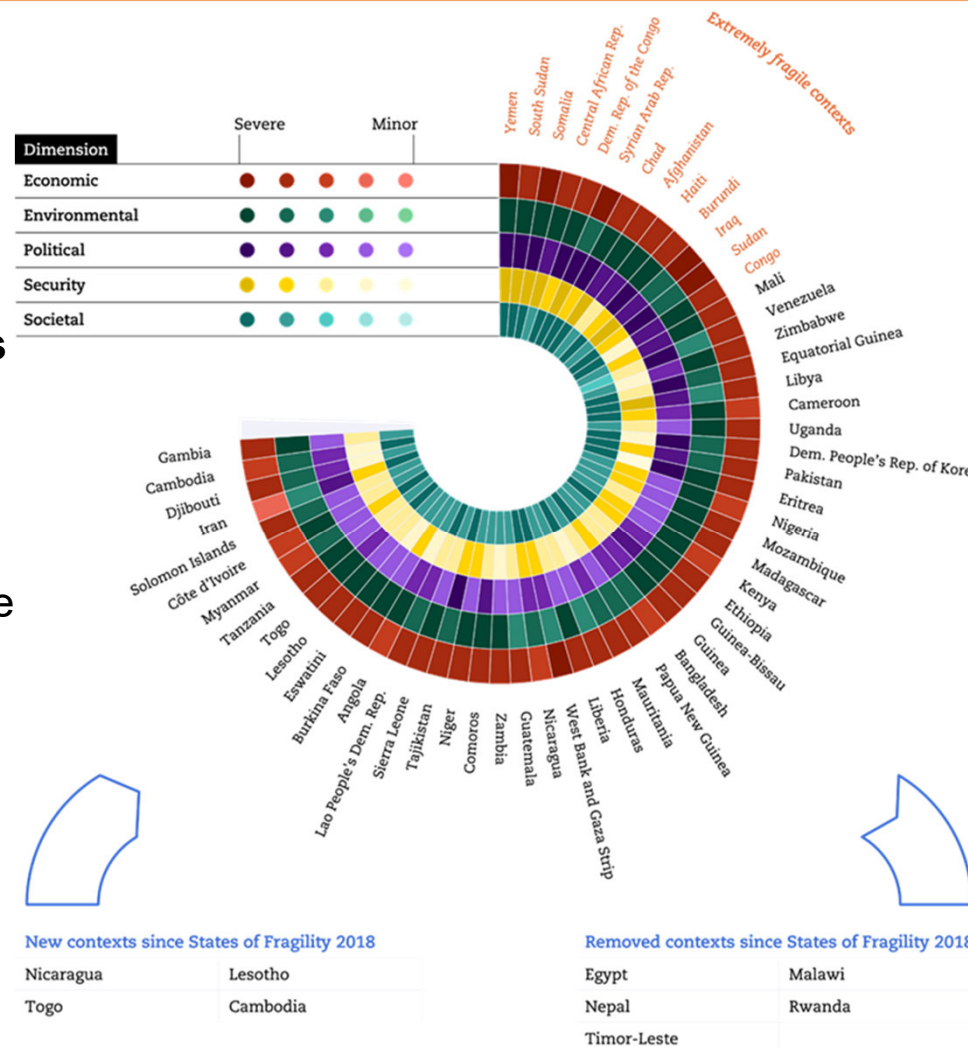 Extremely fragile contexts
Severe Minor
Dimension
Economic
Environmental
Political
Security
Societal
s
e
Yemen
South Sudan
Somalia
Central African Rep.
Dem. Rep. of the Congo
Syrian Arab Rep.
Chad
Afghanistan
Haiti
Burundi
Iraq
Sudan
Congo
Mali
Venezuela
Zimbabwe
Equatorial Guinea
Libya
Cameroon
Uganda
Dem. People's Rep. of Kore
Pakistan
Eritrea
Nigeria
Mozambique
Madagascar
Kenya
Ethiopia
Guinea-Bissau
Guinea
Bangladesh
Papua New Guinea
Mauritania
Honduras
Liberia
West Bank and Gaza Strip
Nicaragua
Guatemala
Zambia
Comoros
Niger
Tajikistan
Sierra Leone
Lao People's Dem. Rep.
Angola
Burkina Faso
Eswatini
Lesotho
Togo
Tanzania
Myanmar
Côte d'Ivoire
Solomon Islands
Iran
Djibouti
Cambodia
Gambia
New contexts since States of Fragility 2018
Nicaragua Lesotho
Togo Cambodia
Removed contexts since States of Fragility 2018
Egypt Malawi
Nepal Rwanda
Timor-Leste